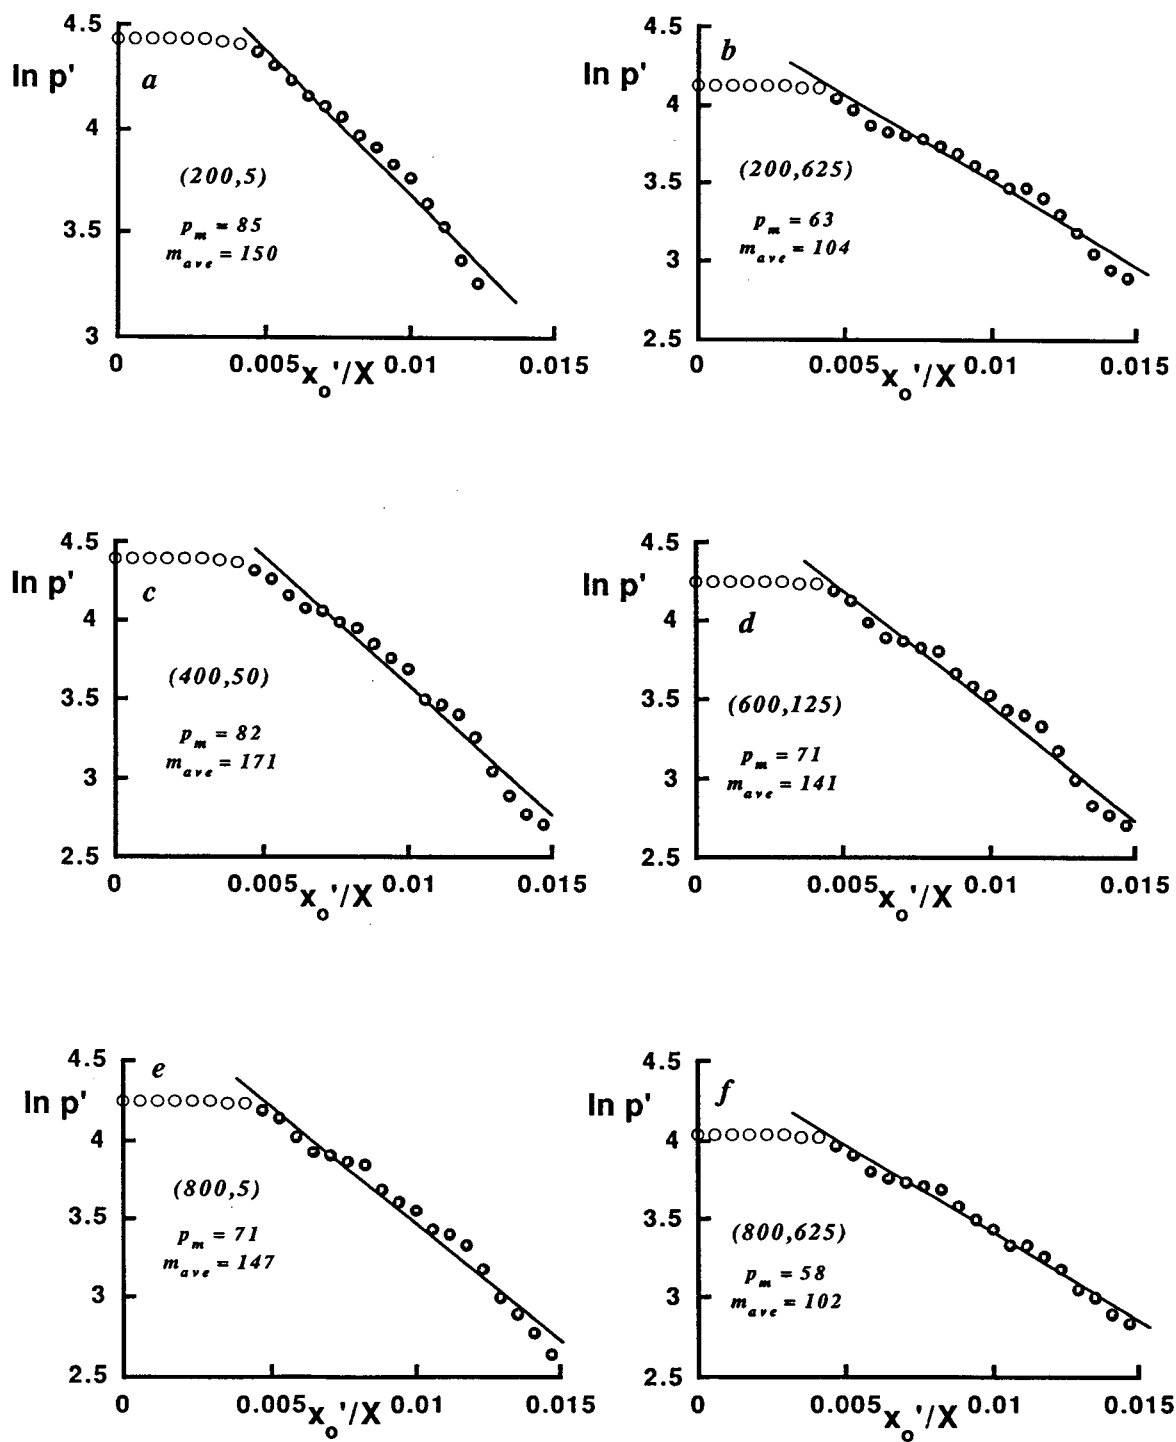 4.5
ln p'
a
4
(200,5)
p_m = 85
m_ave = 150
3.5
3
0 0.005 0.01 0.015
x_o'/X
4.5
b
ln p'
4
3.5
(200,625)
p_m = 63
m_ave = 104
3
2.5
0 0.005 0.01 0.015
x_o'/X
4.5
ln p'
c
4
(400,50)
3.5
p_m = 82
m_ave = 171
3
2.5
0 0.005 0.01 0.015
x_o'/X
4.5
ln p'
4
d
3.5
(600,125)
p_m = 71
m_ave = 141
3
2.5
0 0.005 0.01 0.015
x_o'/X
4.5
e
ln p'
4
(800,5)
3.5
p_m = 71
m_ave = 147
3
2.5
0 0.005 0.01 0.015
x_o'/X
4.5
f
ln p'
4
3.5
(800,625)
p_m = 58
m_ave = 102
3
2.5
0 0.005 0.01 0.015
x_o'/X